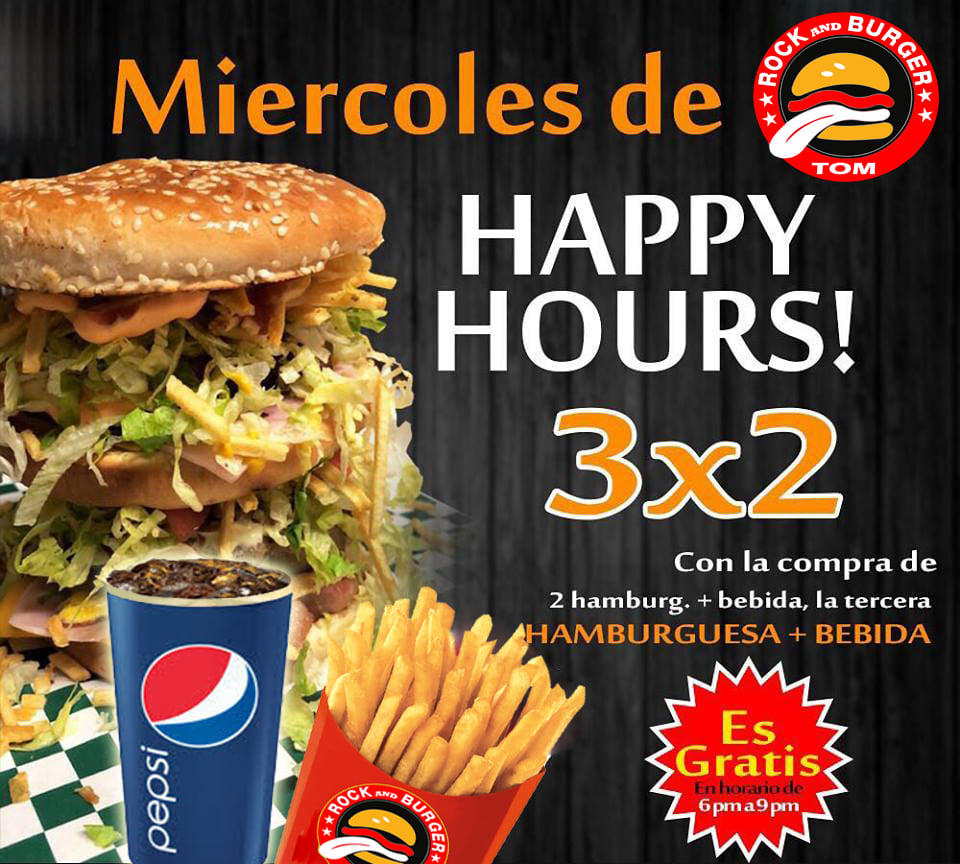 Miercoles de
ROCK AND BURGER
TOM
HAPPY
HOURS!
3x2
Con la compra de
2 hamburg. + bebida, la tercera
HAMBURGUESA + BEBIDA
Es
Gratis
En horario de
6pm a 9pm
pepsi
ROCK AND BURGER